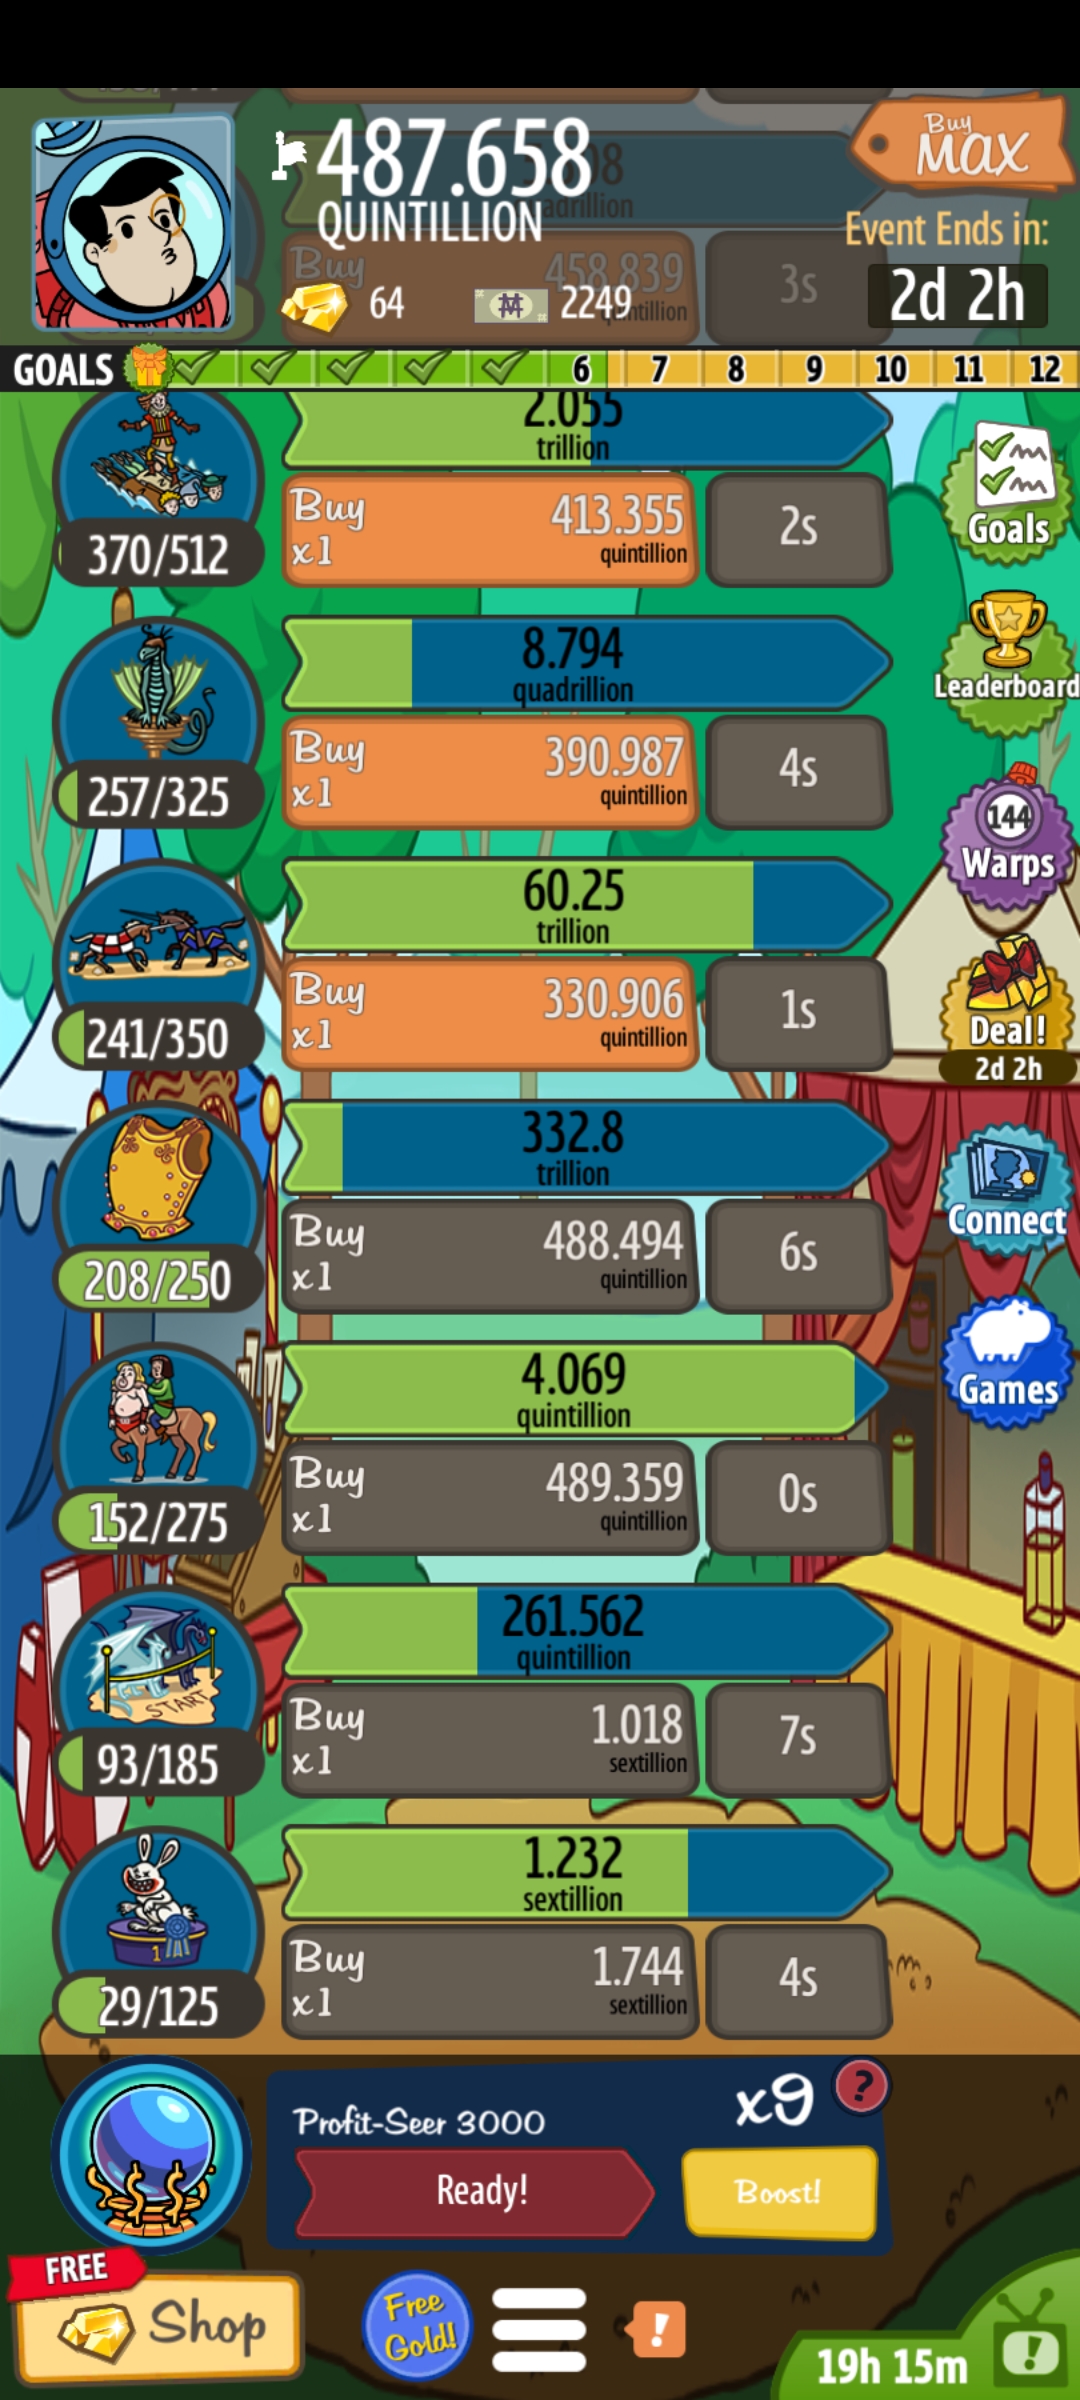 487.658
QUINTILLION
Buy
MAX
Event Ends in:
2d 2h
64
2249
Buy
458.839
quintillion
3s
GOALS
6 7 8 9 10 11 12
2.055
trillion
Buy
x1
413.355
quintillion
2s
370/512
Goals
8.794
quadrillion
Buy
x1
390.987
quintillion
4s
257/325
Leaderboard
60.25
trillion
Buy
x1
330.906
quintillion
1s
241/350
144
Warps
Deal!
2d 2h
332.8
trillion
Buy
x1
488.494
quintillion
6s
208/250
Connect
4.069
quintillion
Buy
x1
489.359
quintillion
0s
152/275
Games
261.562
quintillion
Buy
x1
1.018
sextillion
7s
93/185
START
1.232
sextillion
Buy
x1
1.744
sextillion
4s
29/125
1
Profit-Seer 3000
x9
?
Ready!
Boost!
FREE
Shop
Free
Gold!
!
19h 15m
!